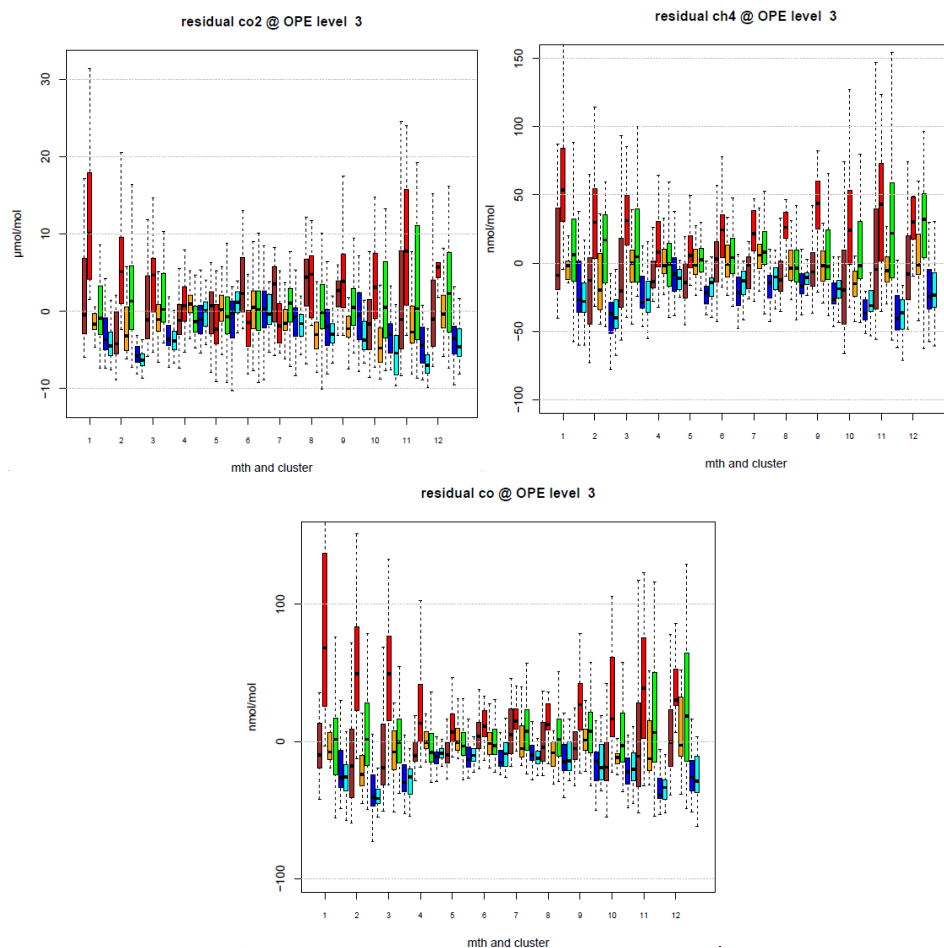 residual co2 @ OPE level 3
µmol/mol
30
20
10
0
−10
1 2 3 4 5 6 7 8 9 10 11 12
mth and cluster
residual ch4 @ OPE level 3
nmol/mol
150
100
50
0
−50
−100
1 2 3 4 5 6 7 8 9 10 11 12
mth and cluster
residual co @ OPE level 3
nmol/mol
100
0
−100
1 2 3 4 5 6 7 8 9 10 11 12
mth and cluster